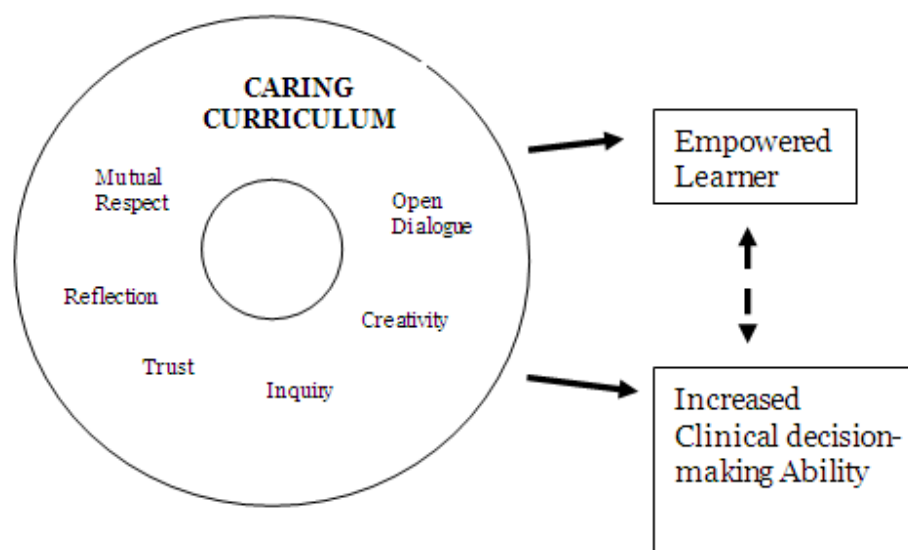 CARING
CURRICULUM
Mutual
Respect
Open
Dialogue
Reflection
Creativity
Trust
Inquiry
Empowered
Learner
Increased
Clinical decision-
making Ability